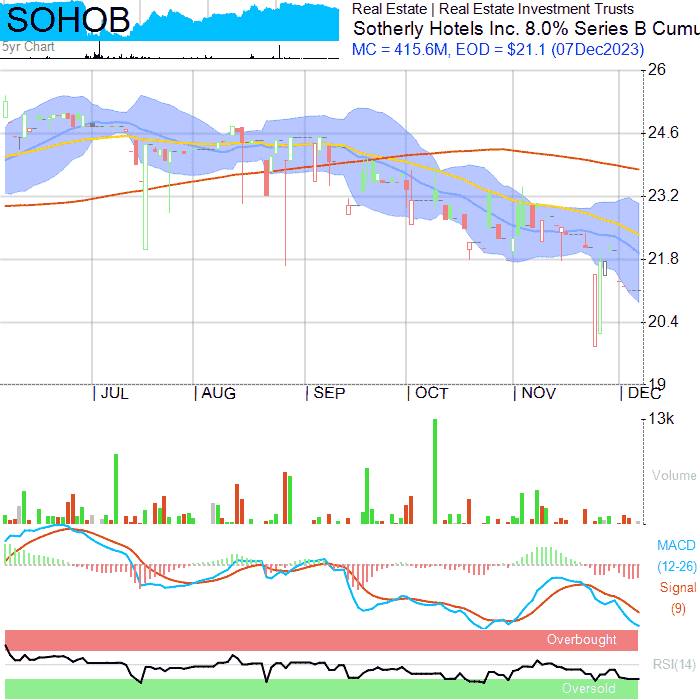 SOHOB
5yr Chart
Real Estate | Real Estate Investment Trusts
Sotherly Hotels Inc. 8.0% Series B Cumu
MC = 415.6M, EOD = $21.1 (07Dec2023)
26
24.6
23.2
21.8
20.4
19
JUL AUG SEP OCT NOV DEC
13k
Volume
MACD
(12-26)
Signal
(9)
Overbought
RSI(14)
Oversold